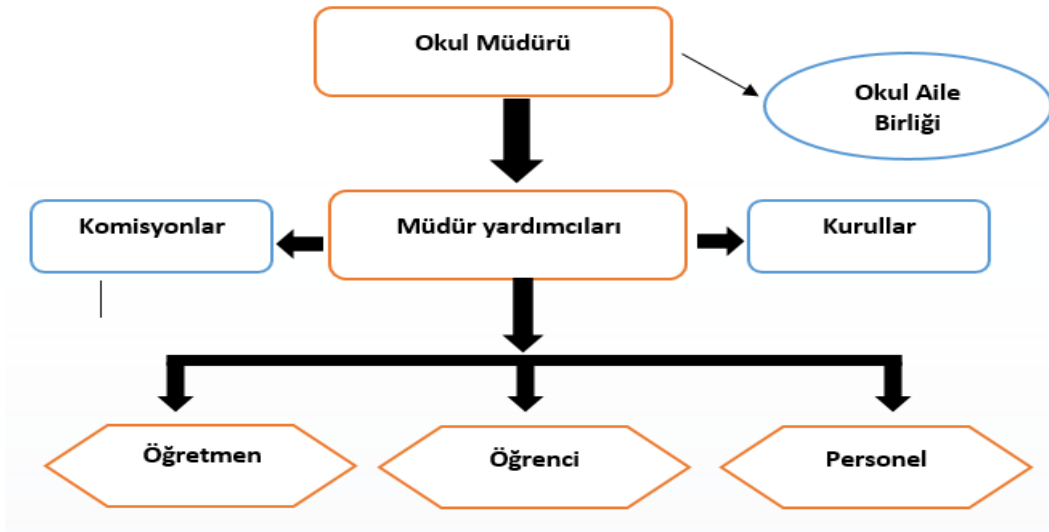 Okul Müdürü
Okul Aile
Birliği
Komisyonlar
Müdür yardımcıları
Kurullar
Öğretmen
Öğrenci
Personel